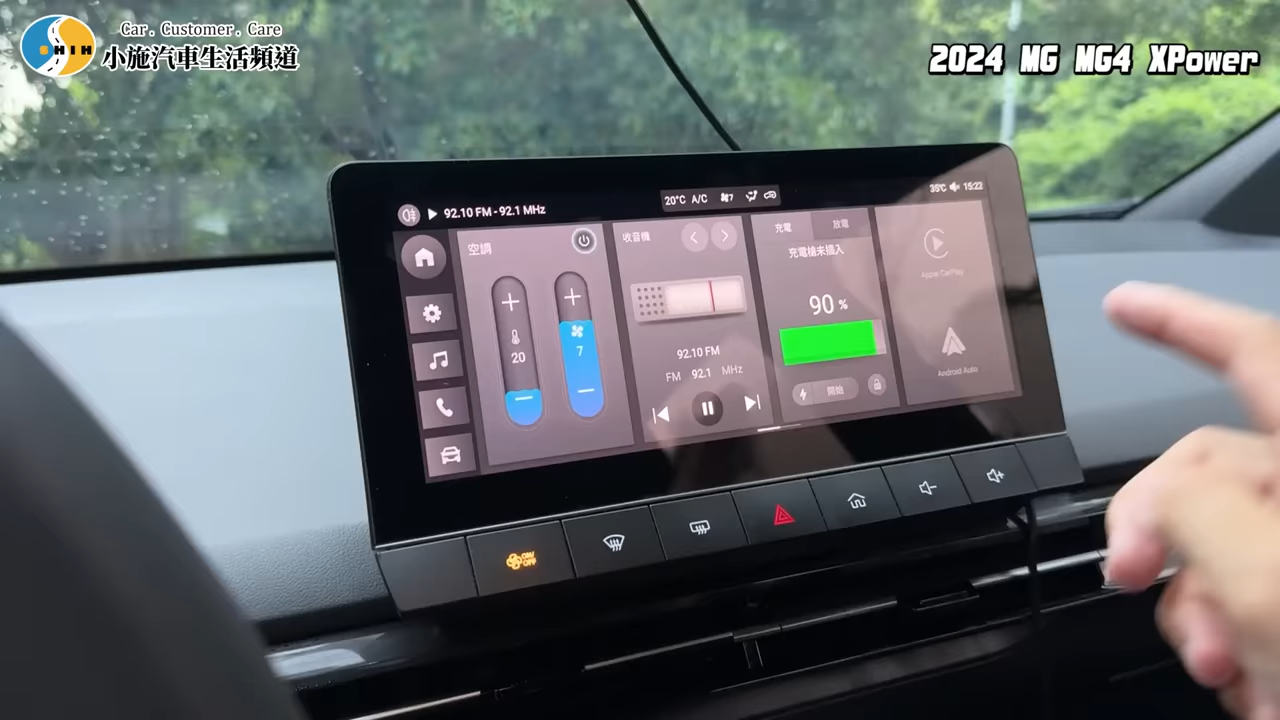 Car. Customer. Care
SHIH
小施汽車生活頻道
2024 MG MG4 XPower
92.10 FM - 92.1 MHz
20°C A/C 7
35°C 15:22
空調
20
7
收音機
92.10 FM
FM 92.1 MHz
充電 放電
充電槍未插入
90 %
開始
Apple CarPlay
Android Auto
ON/
OFF